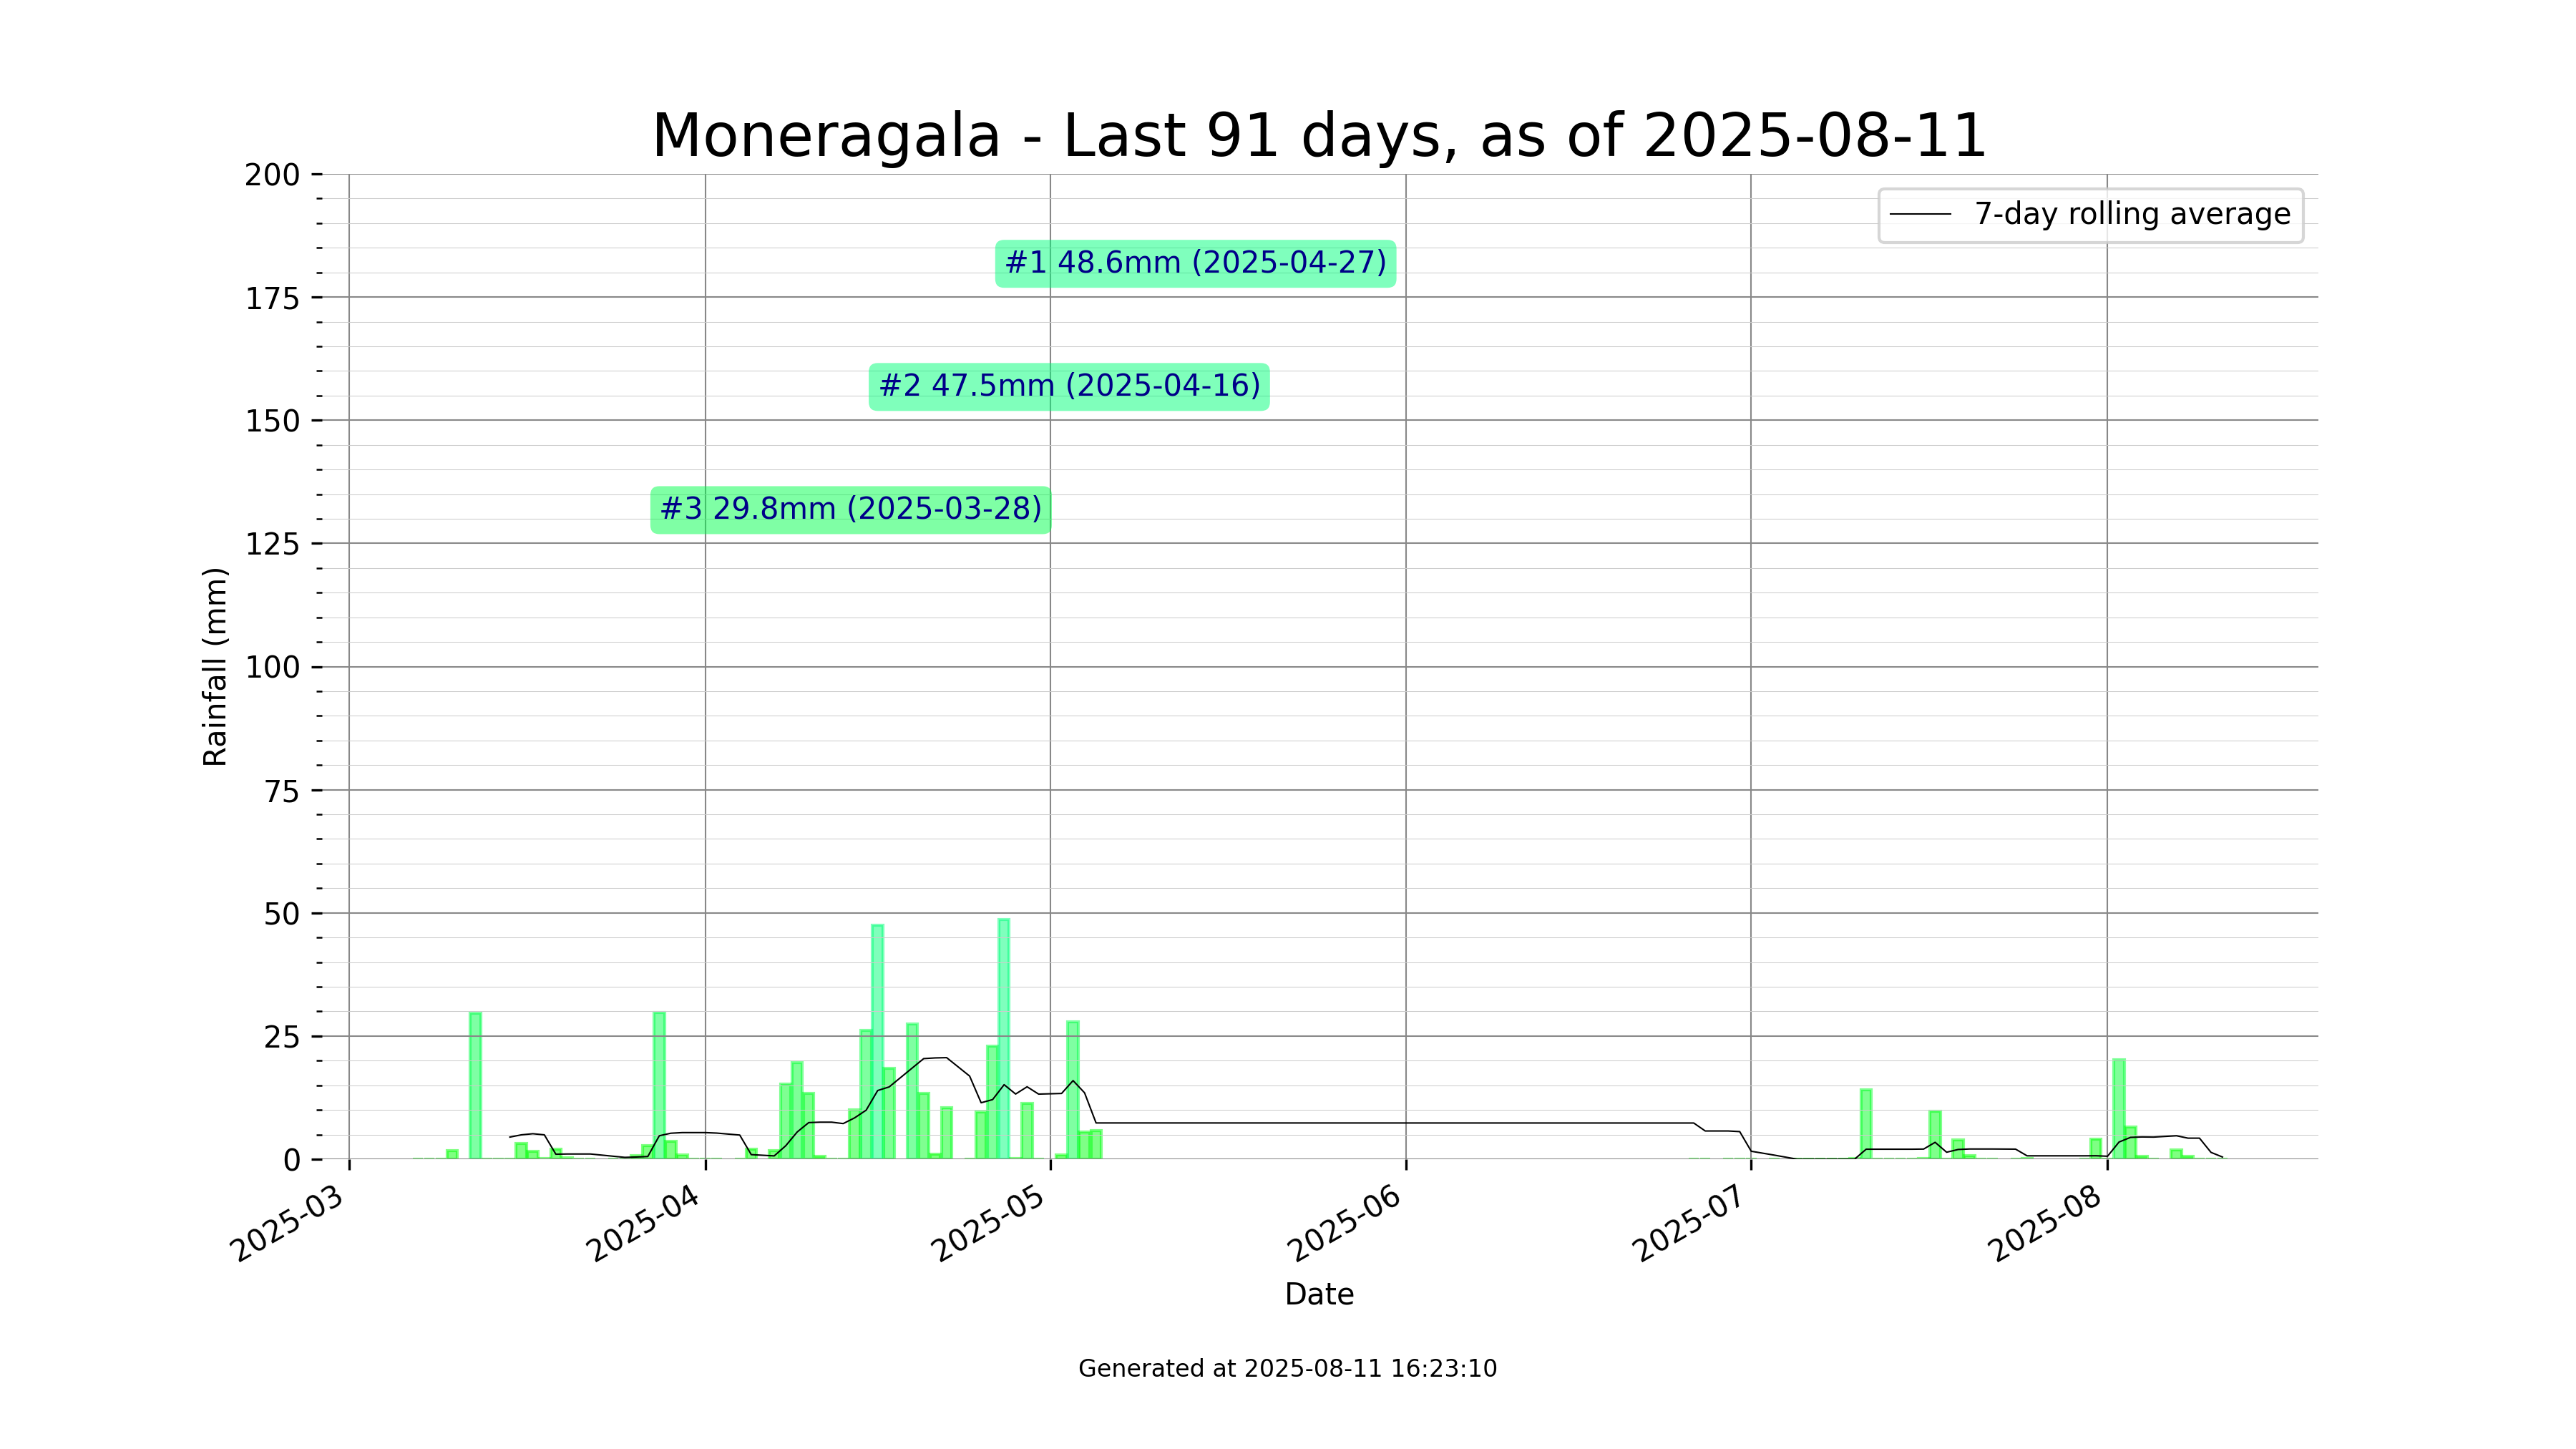 Moneragala - Last 91 days, as of 2025-08-11
200
175
150
125
100
75
50
25
0
Rainfall (mm)
7-day rolling average
#1 48.6mm (2025-04-27)
#2 47.5mm (2025-04-16)
#3 29.8mm (2025-03-28)
2025-03
2025-04
2025-05
2025-06
2025-07
2025-08
Date
Generated at 2025-08-11 16:23:10